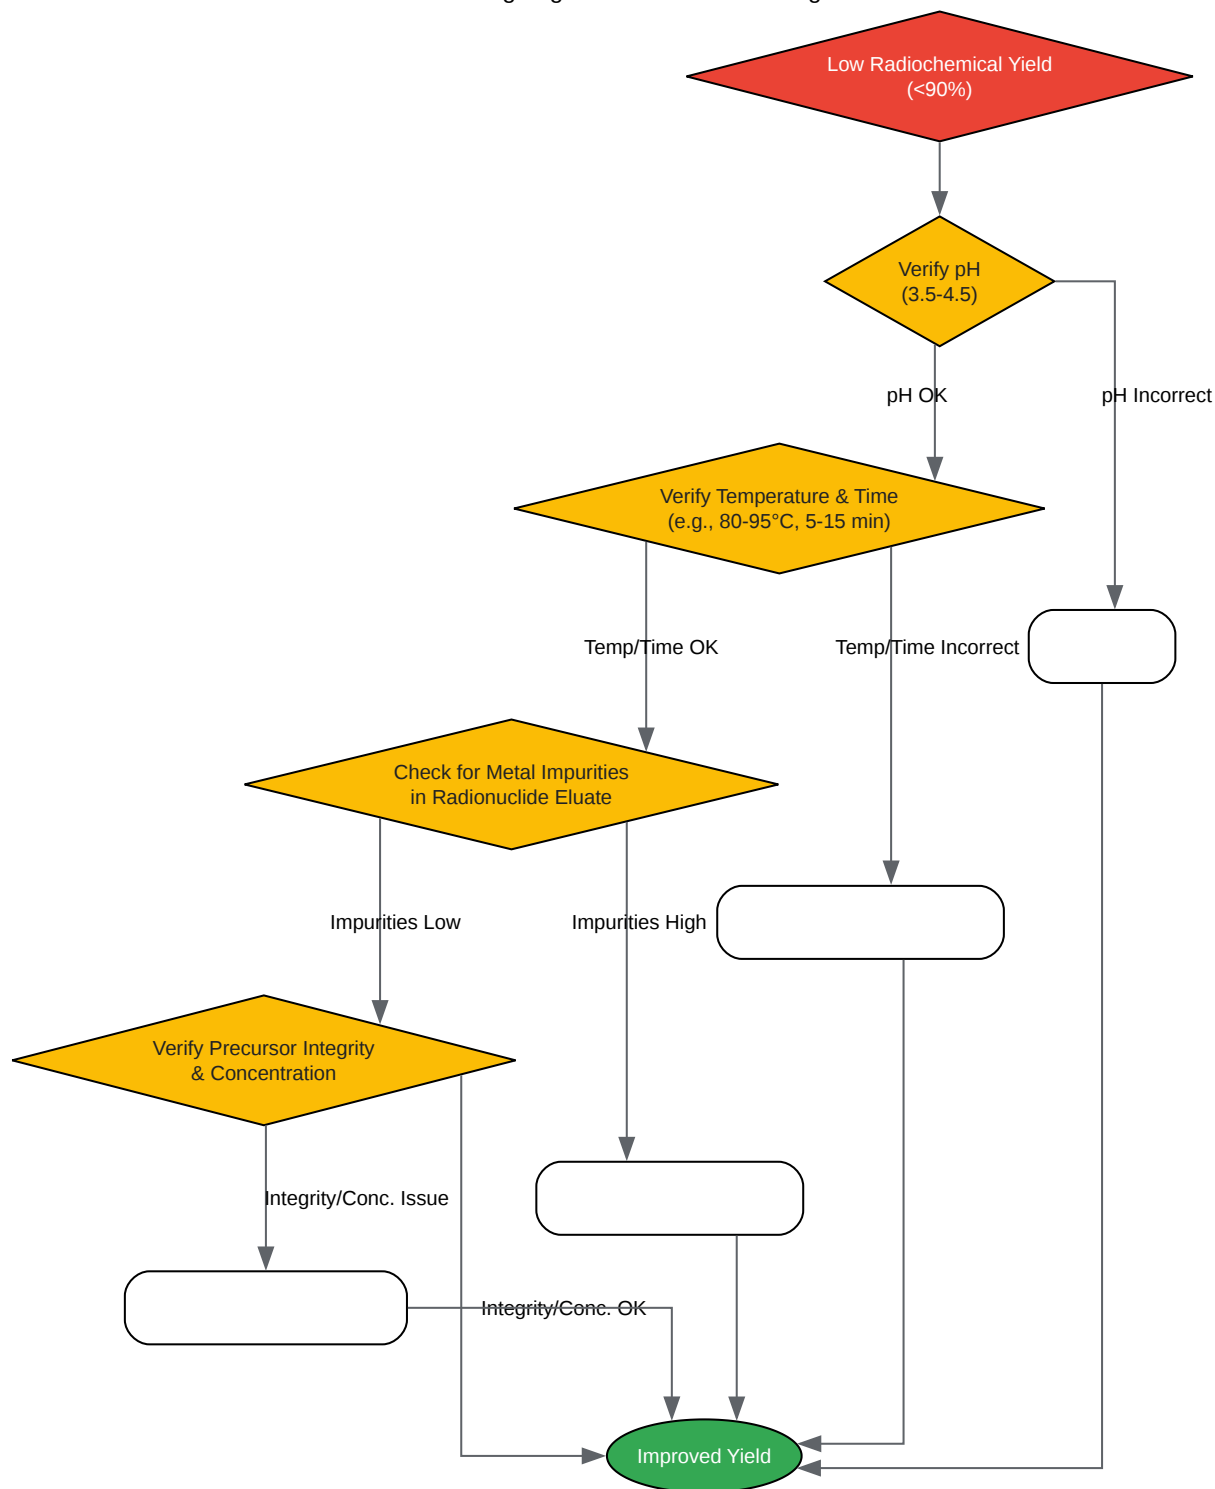 Low Radiochemical Yield
(<90%)
Verify pH
(3.5-4.5)
pH OK
pH Incorrect
Verify Temperature & Time
(e.g., 80-95°C, 5-15 min)
Temp/Time OK
Temp/Time Incorrect
Check for Metal Impurities
in Radionuclide Eluate
Impurities Low
Impurities High
Verify Precursor Integrity
& Concentration
Integrity/Conc. Issue
Integrity/Conc. OK
Improved Yield